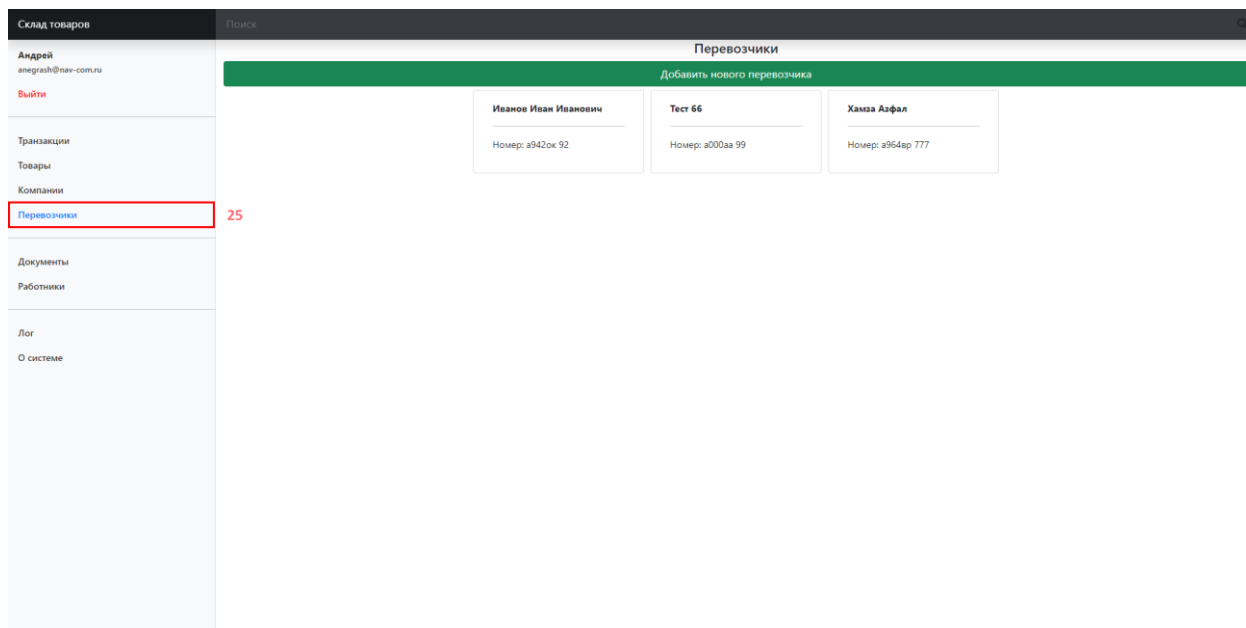 Склад товаров
Поиск
Андрей
anegrash@nav-com.ru
Выйти
Транзакции
Товары
Компании
Перевозчики
25
Документы
Работники
Лог
О системе
Перевозчики
Добавить нового перевозчика
Иванов Иван Иванович
Номер: а942ок 92
Тест 66
Номер: а000аа 99
Хамза Азфал
Номер: а964вр 777